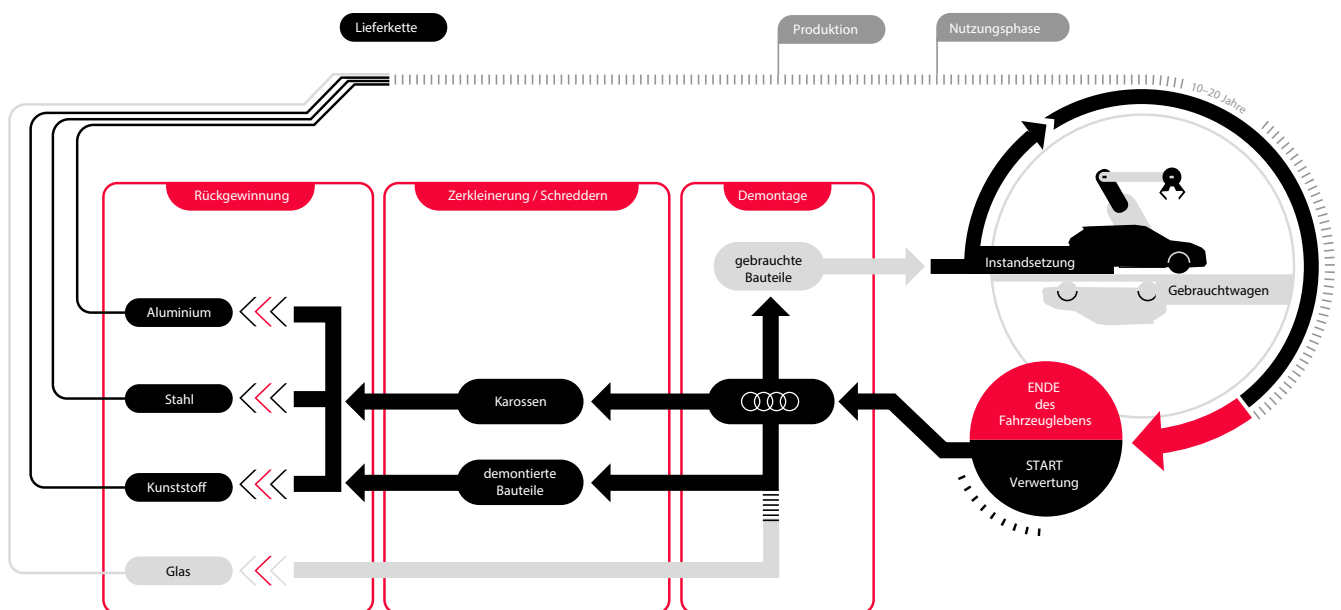 Lieferkette
Produktion
Nutzungsphase
10–20 Jahre
Rückgewinnung
Zerkleinerung / Schreddern
Demontage
gebrauchte
Bauteile
Instandsetzung
Gebrauchtwagen
Aluminium
Stahl
Karossen
ENDE
des
Fahrzeuglebens
START
Verwertung
Kunststoff
demontierte
Bauteile
Glas